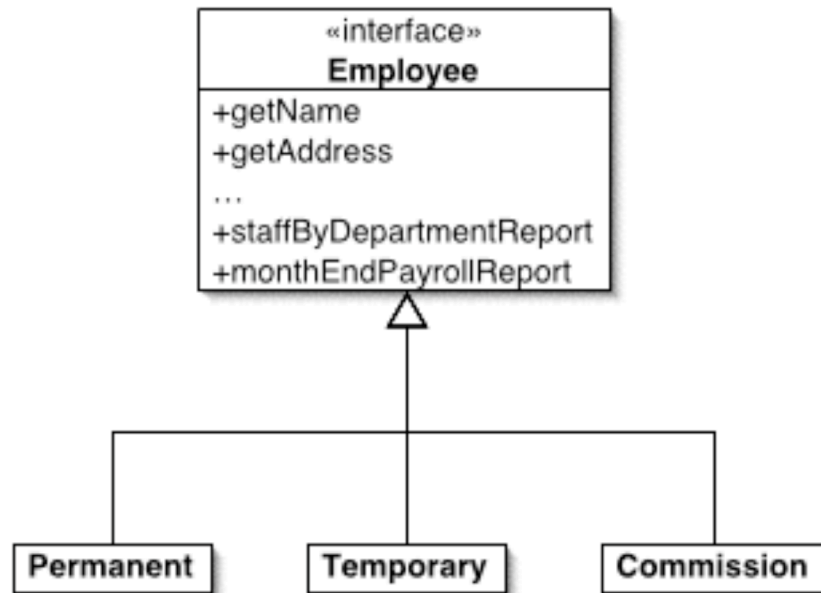 «interface»
Employee
+getName
+getAddress
...
+staffByDepartmentReport
+monthEndPayrollReport
Permanent
Temporary
Commission